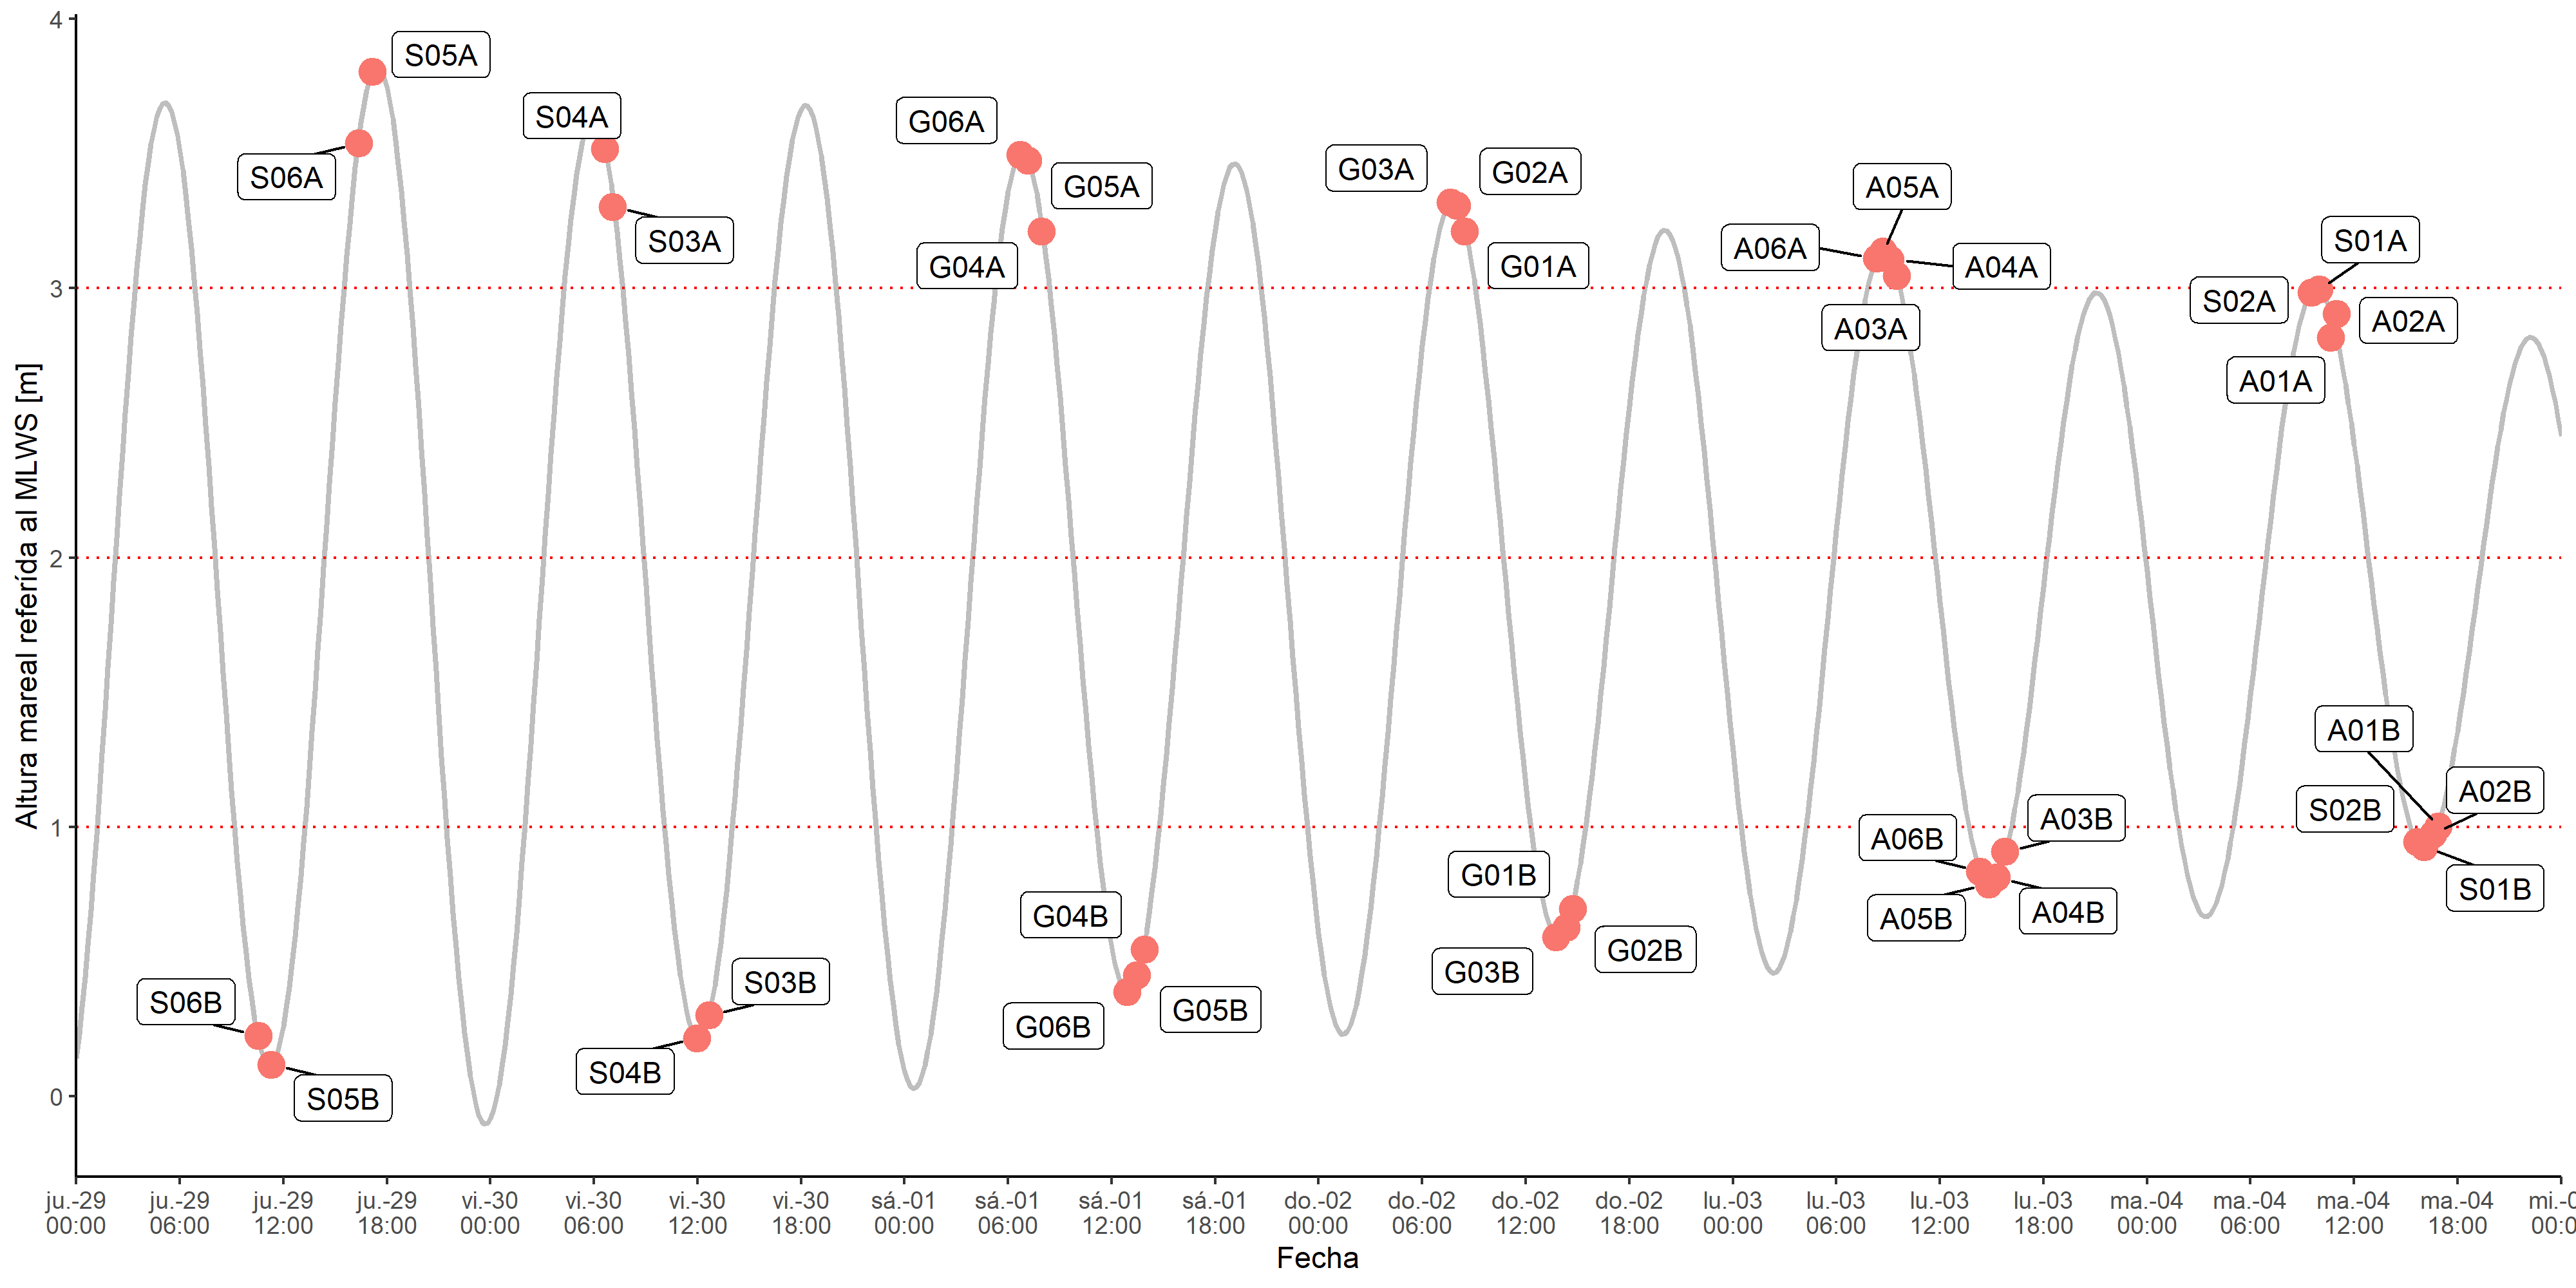 4
S05A
S04A
G06A
S06A
G03A
G02A
G05A
A05A
S03A
A06A
S01A
G04A
G01A
A04A
3
S02A
A02A
A03A
A01A
Altura mareal referída al MLWS [m]
2
A01B
A02B
S02B
A03B
1
A06B
G01B
S01B
G04B
A05B
A04B
G02B
G03B
S03B
S06B
G05B
G06B
S04B
S05B
0
ju.-29 ju.-29 ju.-29 ju.-29 vi.-30 vi.-30 vi.-30 vi.-30 sá.-01 sá.-01 sá.-01 sá.-01 do.-02 do.-02 do.-02 do.-02 lu.-03 lu.-03 lu.-03 lu.-03 ma.-04 ma.-04 ma.-04 ma.-04
00:00 06:00 12:00 18:00 00:00 06:00 12:00 18:00 00:00 06:00 12:00 18:00 00:00 06:00 12:00 18:00 00:00 06:00 12:00 18:00 00:00 06:00 12:00 18:00
Fecha